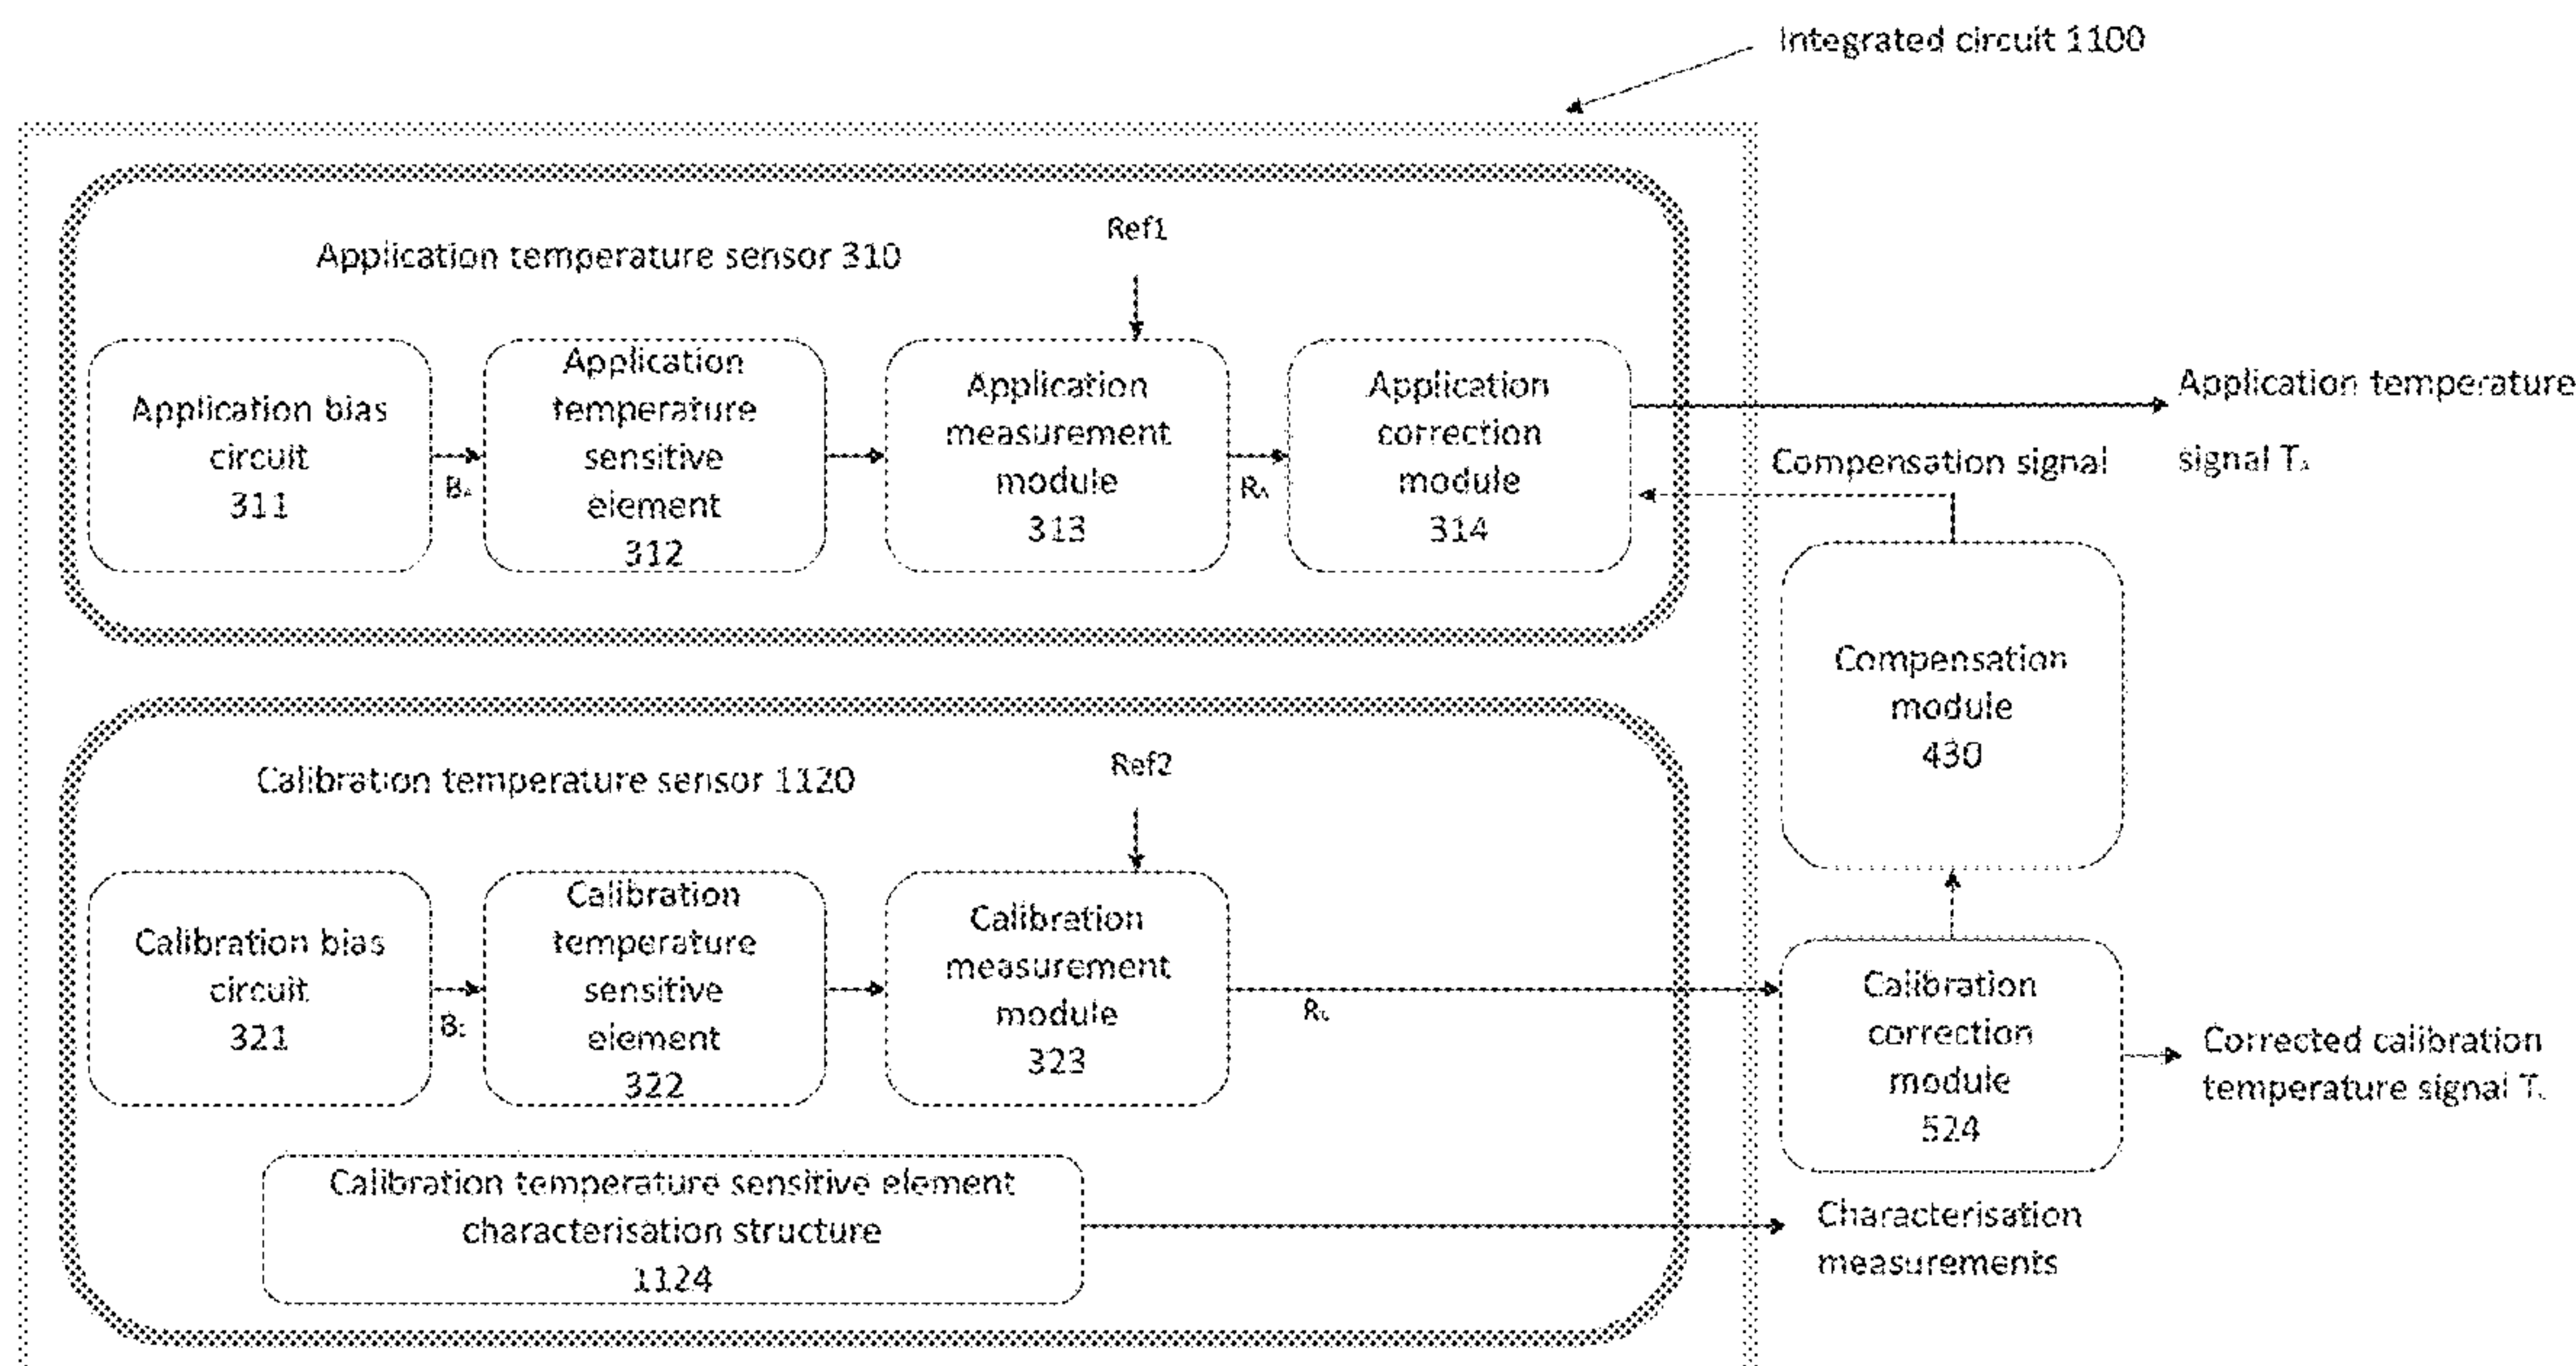 Integrated circuit 1100
Application temperature sensor 310
Ref1
Application bias
circuit
311
Bₐ
Application
temperature
sensitive
element
312
Application
measurement
module
313
Rₐ
Application
correction
module
314
Application temperature
signal Tₐ
Compensation signal
Compensation
module
430
Calibration temperature sensor 1120
Ref2
Calibration bias
circuit
321
Calibration
temperature
sensitive
element
322
Calibration
measurement
module
323
Calibration
correction
module
524
Corrected calibration
temperature signal
Calibration temperature sensitive element
characterisation structure
1124
Characterisation
measurements